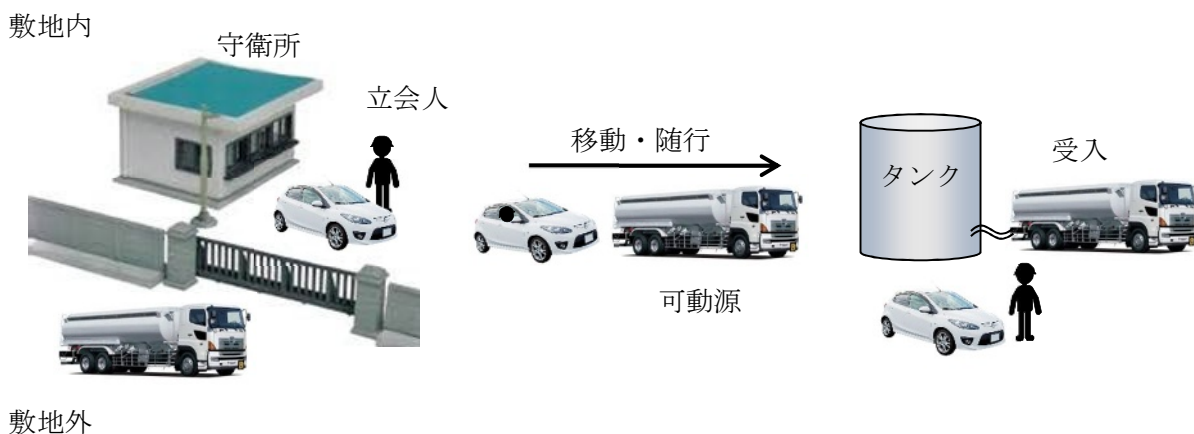 敷地内
守衛所
立会人
移動・随行
可動源
タンク
受入
敷地外